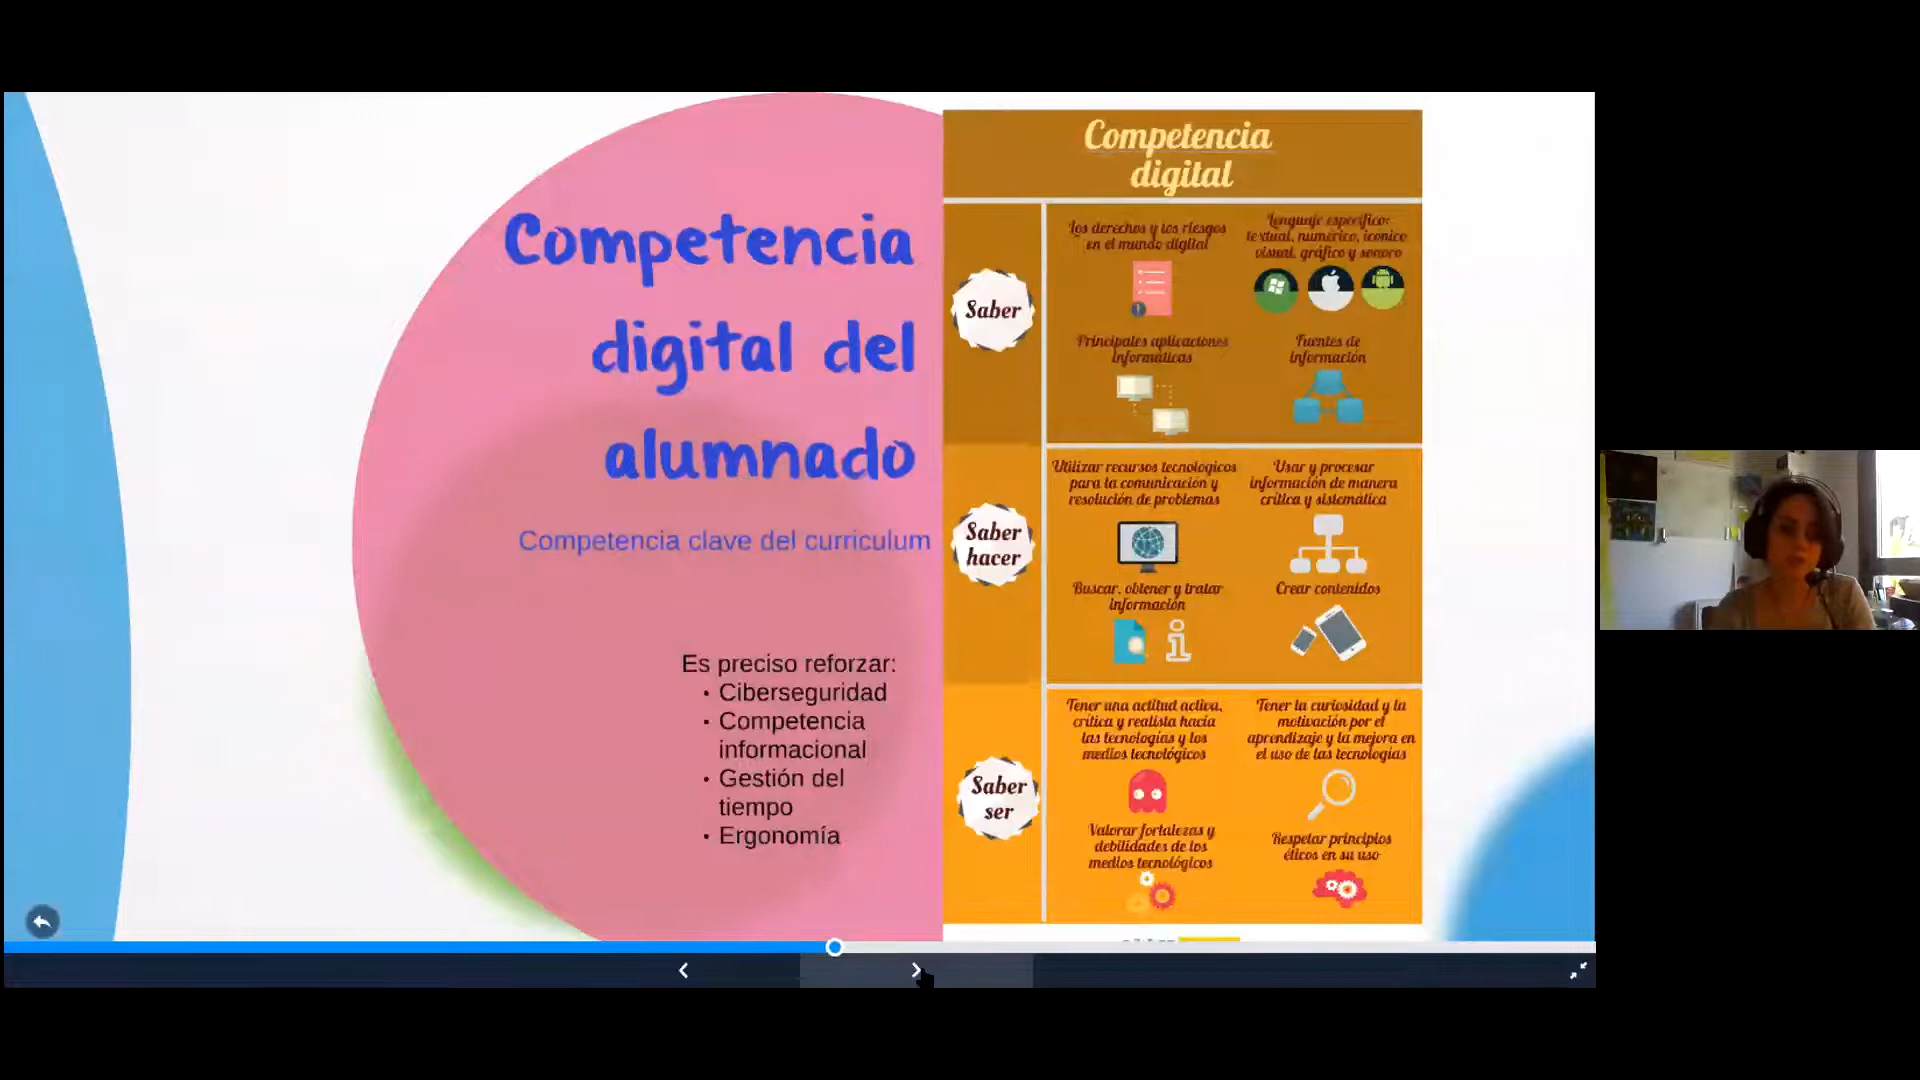 Competencia
digital del
alumnado
Competencia clave del curriculum
Es preciso reforzar:
• Ciberseguridad
• Competencia
informacional
• Gestión del
tiempo
• Ergonomía
Competencia
digital
Saber
Los derechos y los riesgos
en el mundo digital
Lenguaje específico:
textual, numérico, icónico
visual, gráfico y sonoro
Principales aplicaciones
informáticas
Fuentes de
información
Saber
hacer
Utilizar recursos tecnológicos
para la comunicación y
resolución de problemas
Usar y procesar
información de manera
crítica y sistemática
Buscar, obtener y tratar
información
Crear contenidos
Saber
ser
Tener una actitud activa,
crítica y realista hacia
las tecnologías y los
medios tecnológicos
Tener la curiosidad y la
motivación por el
aprendizaje y la mejora en
el uso de las tecnologías
Valorar fortalezas y
debilidades de los
medios tecnológicos
Respetar principios
éticos en su uso